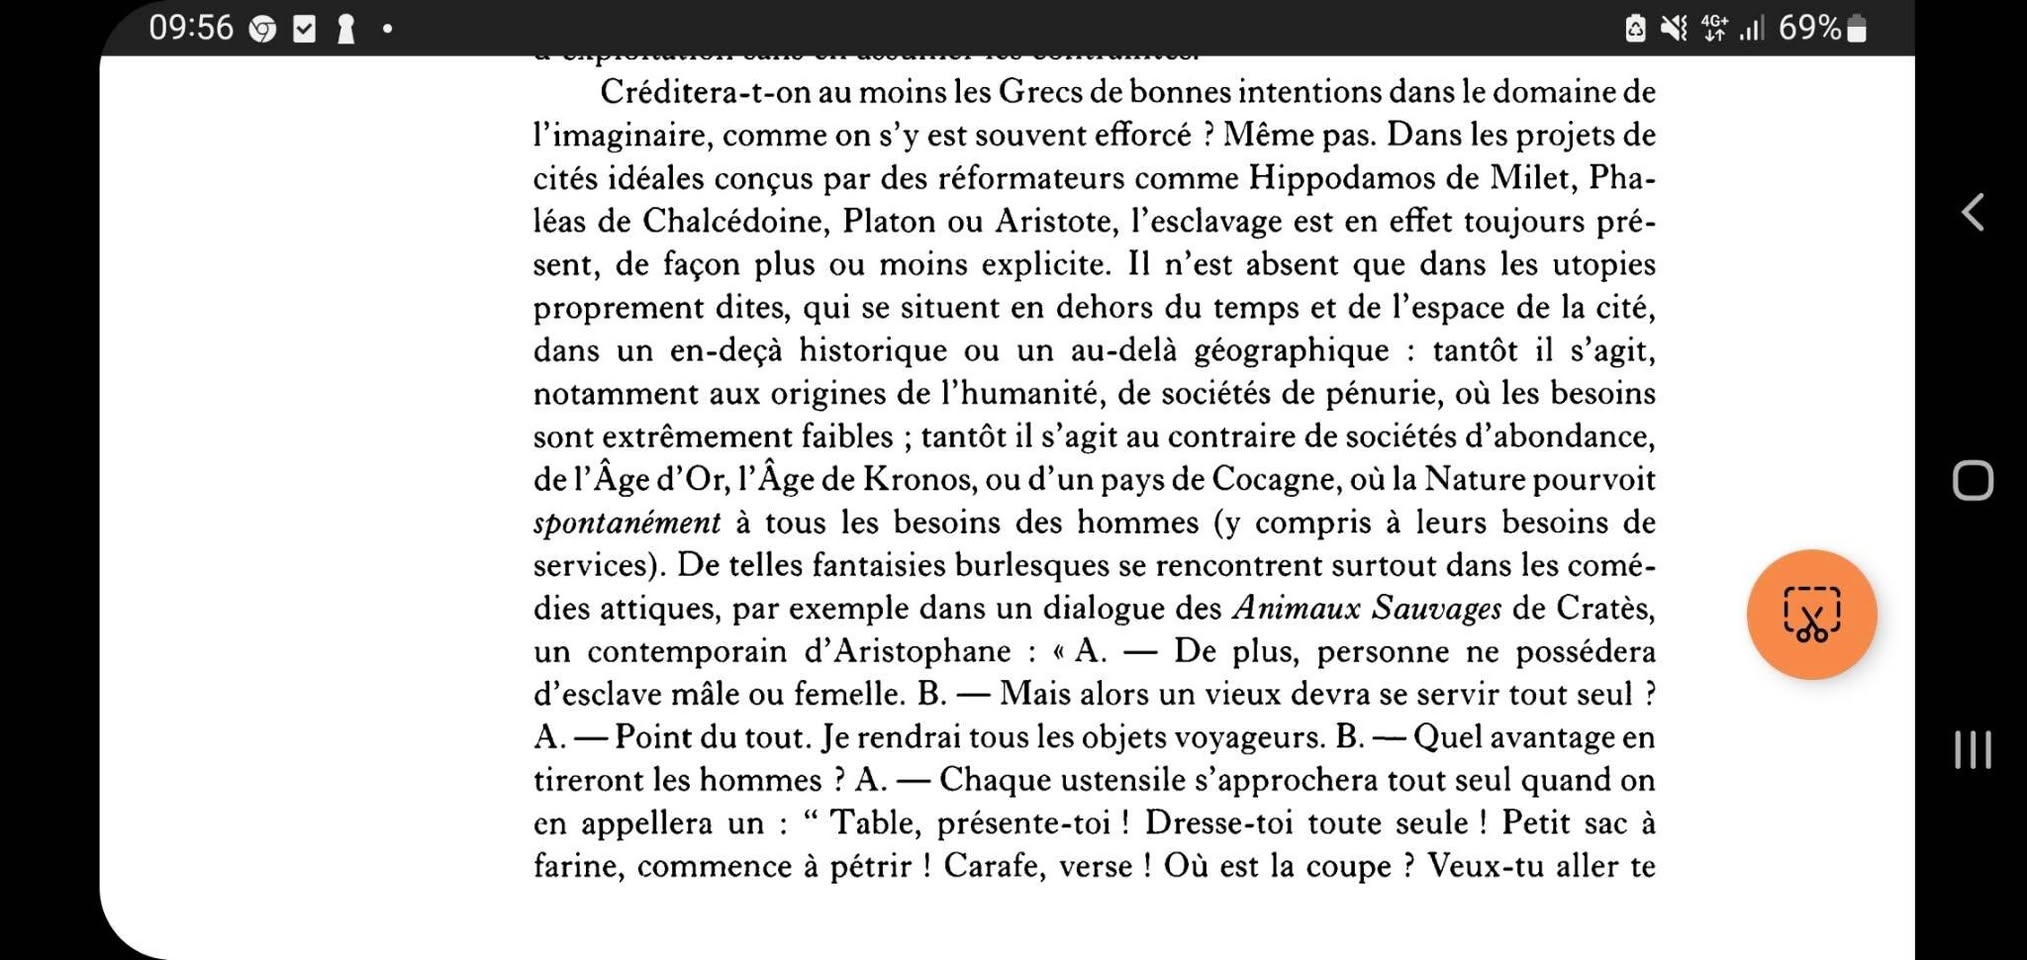 09:56
4G+ 69%
Créditera-t-on au moins les Grecs de bonnes intentions dans le domaine de
l’imaginaire, comme on s’y est souvent efforcé ? Même pas. Dans les projets de
cités idéales conçus par des réformateurs comme Hippodamos de Milet, Pha-
léas de Chalcédoine, Platon ou Aristote, l’esclavage est en effet toujours pré-
sent, de façon plus ou moins explicite. Il n’est absent que dans les utopies
proprement dites, qui se situent en dehors du temps et de l’espace de la cité,
dans un en-deçà historique ou un au-delà géographique : tantôt il s’agit,
notamment aux origines de l’humanité, de sociétés de pénurie, où les besoins
sont extrêmement faibles ; tantôt il s’agit au contraire de sociétés d’abondance,
de l’Âge d’Or, l’Âge de Kronos, ou d’un pays de Cocagne, où la Nature pourvoit
spontanément à tous les besoins des hommes (y compris à leurs besoins de
services). De telles fantaisies burlesques se rencontrent surtout dans les comé-
dies attiques, par exemple dans un dialogue des Animaux Sauvages de Cratès,
un contemporain d’Aristophane : « A. — De plus, personne ne possédera
d’esclave mâle ou femelle. B. — Mais alors un vieux devra se servir tout seul ?
A. — Point du tout. Je rendrai tous les objets voyageurs. B. — Quel avantage en
tireront les hommes ? A. — Chaque ustensile s’approchera tout seul quand on
en appellera un : “ Table, présente-toi ! Dresse-toi toute seule ! Petit sac à
farine, commence à pétrir ! Carafe, verse ! Où est la coupe ? Veux-tu aller te